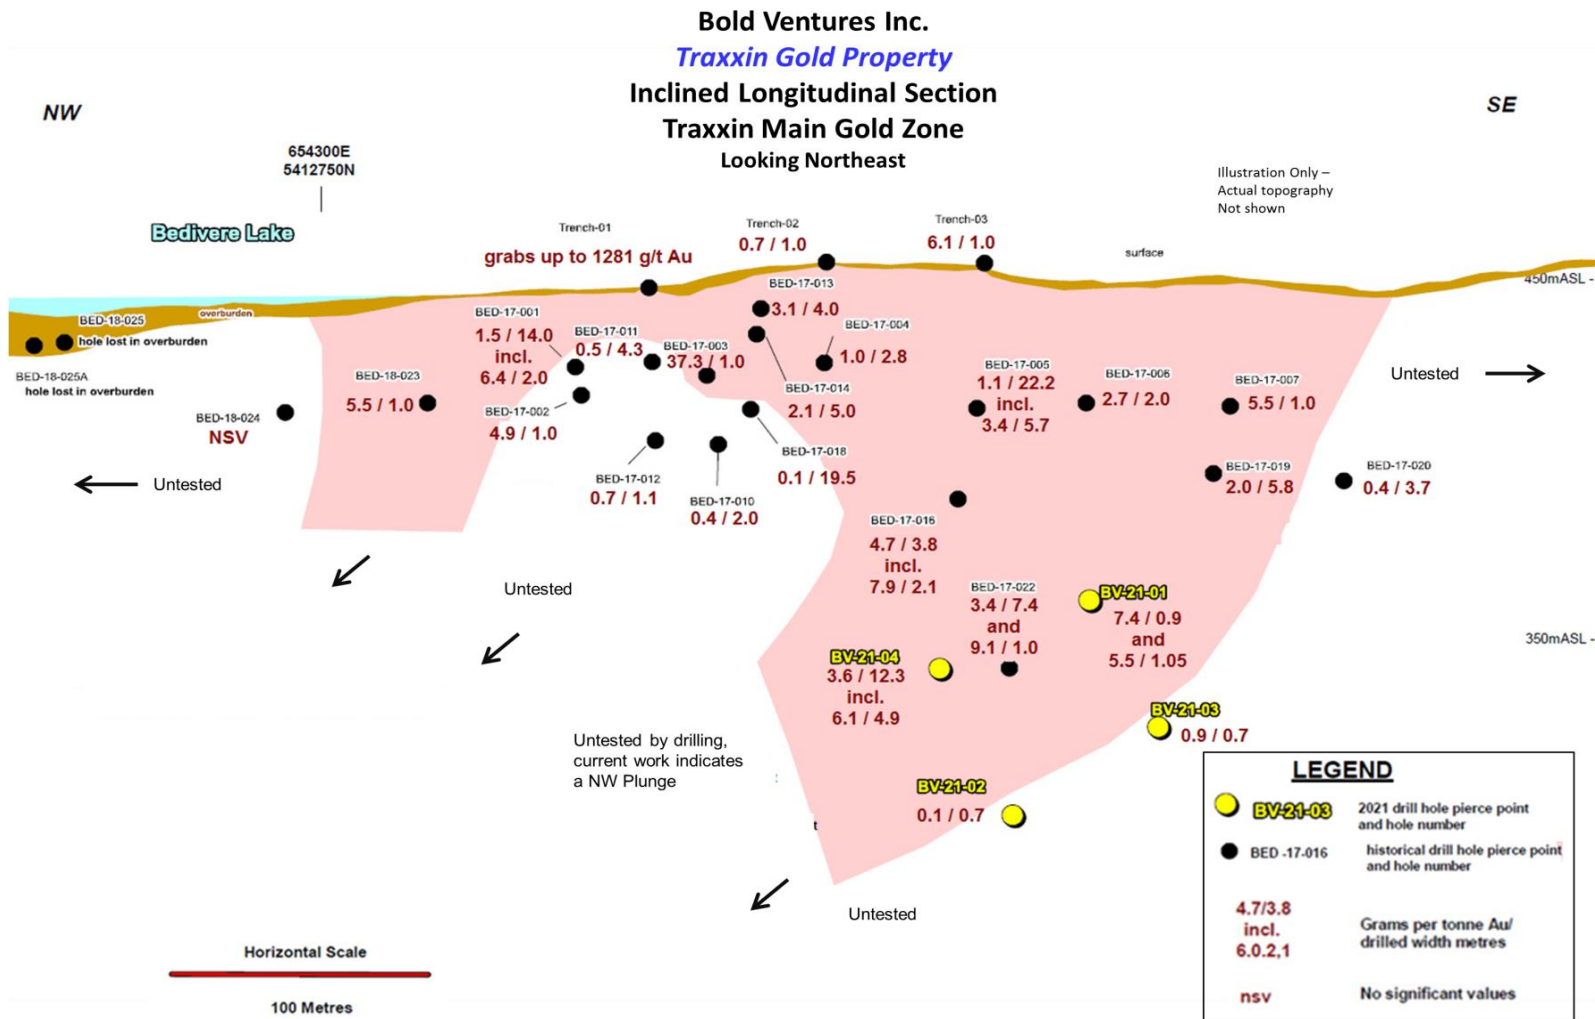 Bold Ventures Inc.
Traxxin Gold Property
Inclined Longitudinal Section
Traxxin Main Gold Zone
Looking Northeast
NW
SE
654300E
5412750N
Illustration Only –
Actual topography
Not shown
Bedivere Lake
Trench-01
grabs up to 1281 g/t Au
Trench-02
0.7 / 1.0
Trench-03
6.1 / 1.0
surface
450mASL -
overburden
BED-18-025
hole lost in overburden
BED-18-025A
hole lost in overburden
BED-18-024
NSV
BED-18-023
5.5 / 1.0
BED-17-001
1.5 / 14.0
incl.
6.4 / 2.0
BED-17-011
0.5 / 4.3
BED-17-003
37.3 / 1.0
BED-17-013
3.1 / 4.0
BED-17-004
1.0 / 2.8
BED-17-014
2.1 / 5.0
BED-17-002
4.9 / 1.0
BED-17-012
0.7 / 1.1
BED-17-010
0.4 / 2.0
BED-17-018
0.1 / 19.5
BED-17-005
1.1 / 22.2
incl.
3.4 / 5.7
BED-17-006
2.7 / 2.0
BED-17-007
5.5 / 1.0
Untested
BED-17-019
2.0 / 5.8
BED-17-020
0.4 / 3.7
Untested
BED-17-016
4.7 / 3.8
incl.
7.9 / 2.1
BED-17-022
3.4 / 7.4
and
9.1 / 1.0
BV-21-01
7.4 / 0.9
and
5.5 / 1.05
Untested
350mASL -
BV-21-04
3.6 / 12.3
incl.
6.1 / 4.9
BV-21-03
0.9 / 0.7
Untested by drilling,
current work indicates
a NW Plunge
:
BV-21-02
0.1 / 0.7
t
Untested
Horizontal Scale
100 Metres
LEGEND
BV-21-03
2021 drill hole pierce point
and hole number
BED -17-016
historical drill hole pierce point
and hole number
4.7/3.8
incl.
6.0.2,1
Grams per tonne Au/
drilled width metres
nsv
No significant values